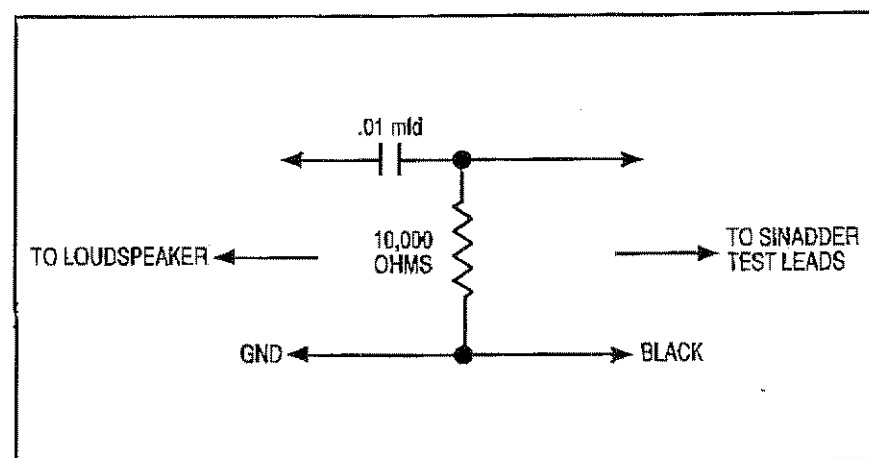 .01 mfd
10,000
OHMS
TO LOUDSPEAKER
TO SINADDER
TEST LEADS
GND
BLACK